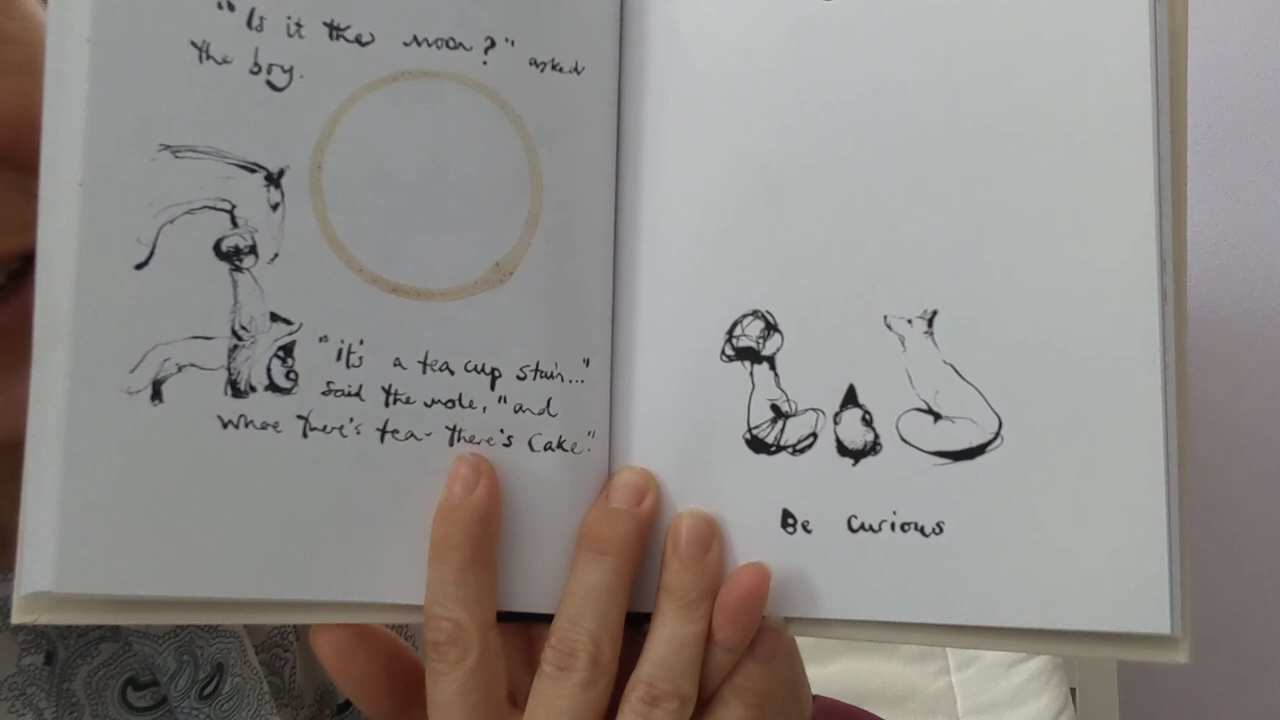 "Is it the moon?" asked
the boy.
"it's a tea cup stain..."
said the mole, "and
where there's tea there's cake."
Be curious